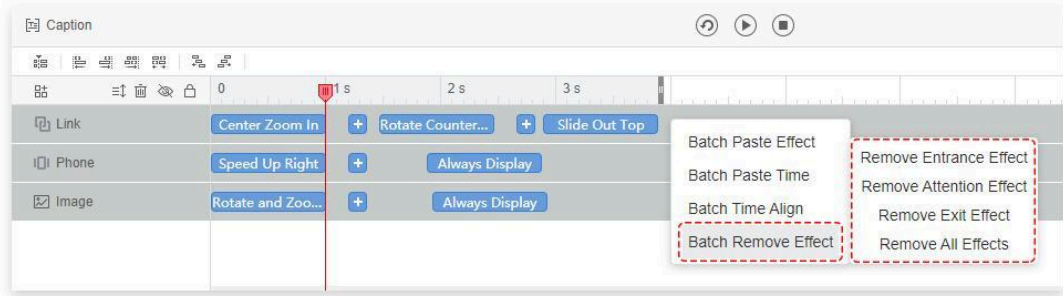 Caption
0
1 s
2 s
3 s
Link
Center Zoom In
Rotate Counter...
Slide Out Top
Phone
Speed Up Right
Always Display
Image
Rotate and Zoo...
Always Display
Batch Paste Effect
Batch Paste Time
Batch Time Align
Batch Remove Effect
Remove Entrance Effect
Remove Attention Effect
Remove Exit Effect
Remove All Effects